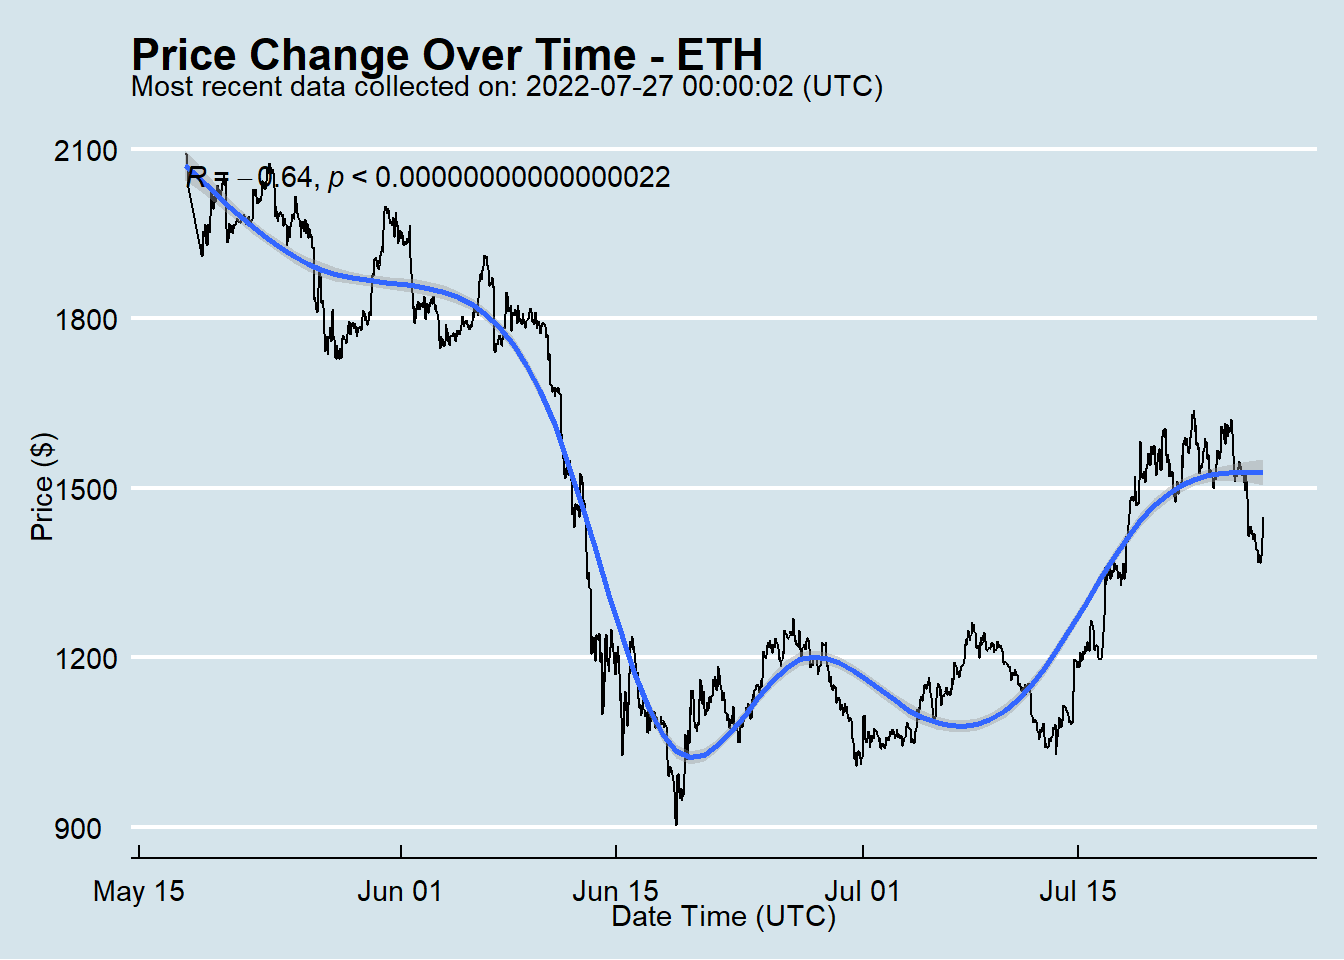 Price Change Over Time - ETH
Most recent data collected on: 2022-07-27 00:00:02 (UTC)
R = −0.64, p < 0.00000000000000022
2100
1800
1500
1200
900
Price ($)
May 15 Jun 01 Jun 15 Jul 01 Jul 15
Date Time (UTC)